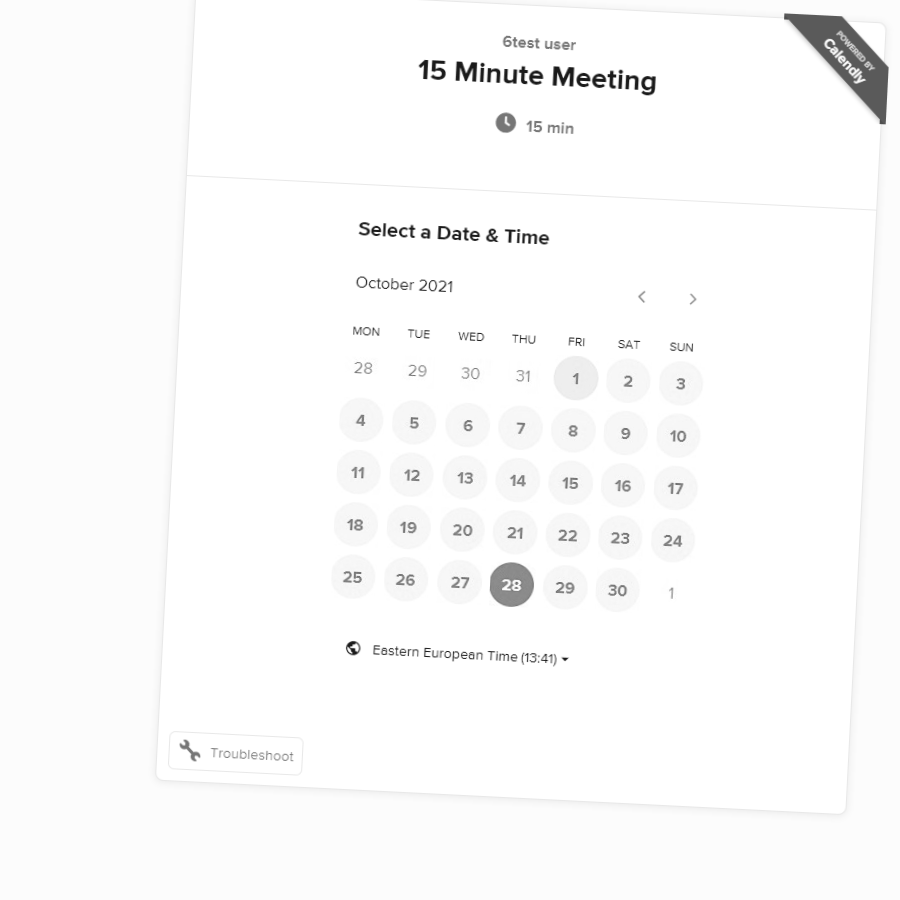 6test user
POWERED BY
Calendly
15 Minute Meeting
15 min
Select a Date & Time
October 2021
MON TUE WED THU FRI SAT SUN
28 29 30 31 1 2 3
4 5 6 7 8 9 10
11 12 13 14 15 16 17
18 19 20 21 22 23 24
25 26 27 28 29 30 1
Eastern European Time (13:41)
Troubleshoot